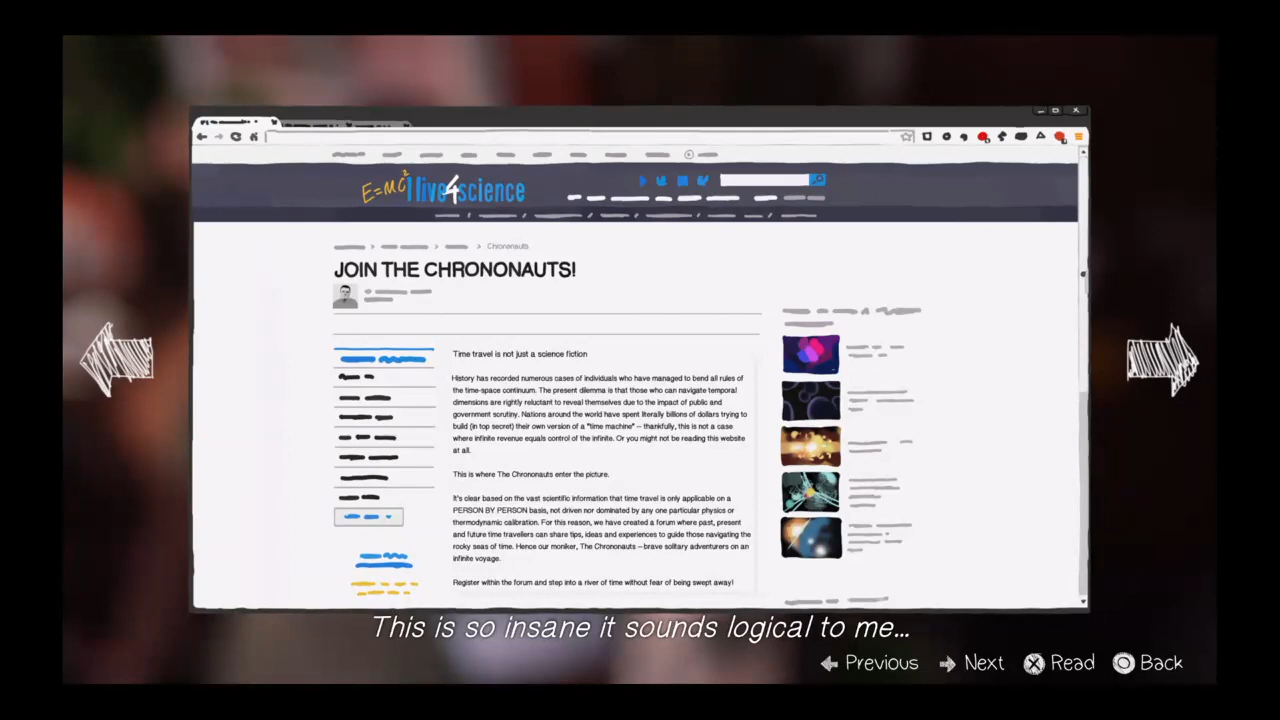 E=mc² I live 4 science
Chrononauts
JOIN THE CHRONONAUTS!
Time travel is not just a science fiction
History has recorded numerous cases of individuals who have managed to bend all rules of
the time-space continuum. The present dilemma is that those who can navigate temporal
dimensions are rightly reluctant to reveal themselves due to the impact of public and
government scrutiny. Nations around the world have spent literally billions of dollars trying to
build (in top secret) their own version of a "time machine" – thankfully, this is not a case
where infinite revenue equals control of the infinite. Or you might not be reading this website
at all.
This is where The Chrononauts enter the picture.
It's clear based on the vast scientific information that time travel is only applicable on a
PERSON BY PERSON basis, not driven nor dominated by any one particular physics or
thermodynamic calibration. For this reason, we have created a forum where past, present
and future time travellers can share tips, ideas and experiences to guide those navigating the
rocky seas of time. Hence our moniker, The Chrononauts – brave solitary adventurers on an
infinite voyage.
Register within the forum and step into a river of time without fear of being swept away!
This is so insane it sounds logical to me...
Previous Next Read Back